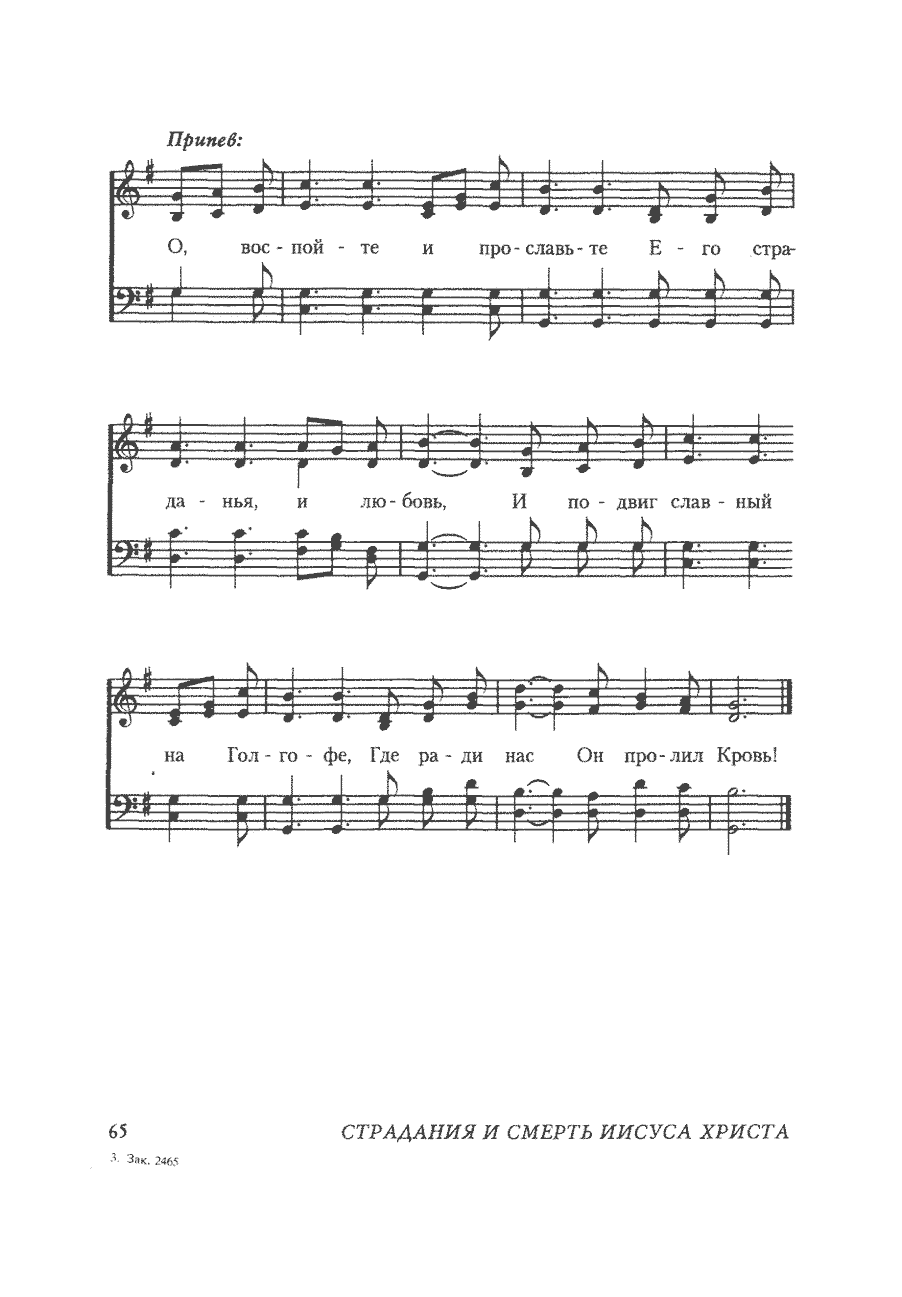 Припев:
О, вос - пой - те и про - славь - те Е - го стра-
да - нья, и лю - бовь, И по - двиг слав - ный
на Гол - го - фе, Где ра - ди нас Он про - лил Кровь!
65 СТРАДАНИЯ И СМЕРТЬ ИИСУСА ХРИСТА
3. Зак. 2465